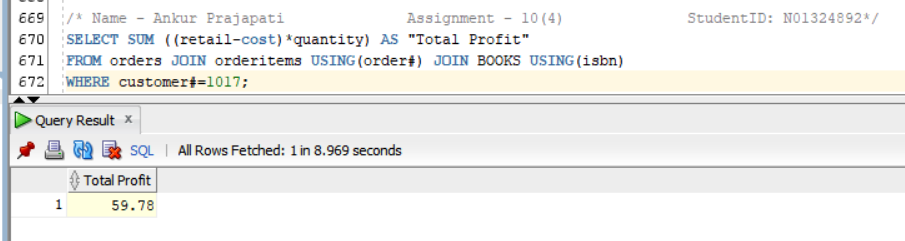 669 /* Name - Ankur Prajapati Assignment - 10(4) StudentID: N01324892*/
670 SELECT SUM ((retail-cost)*quantity) AS "Total Profit"
671 FROM orders JOIN orderitems USING(order#) JOIN BOOKS USING(isbn)
672 WHERE customer#=1017;
Query Result x
SQL | All Rows Fetched: 1 in 8.969 seconds
Total Profit
1 59.78